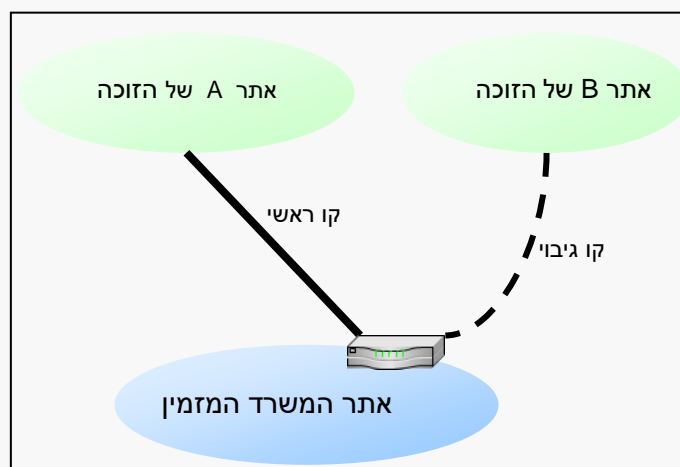 אתר A של הזוכה
אתר B של הזוכה
קו ראשי
קו גיבוי
אתר המשרד המזמין